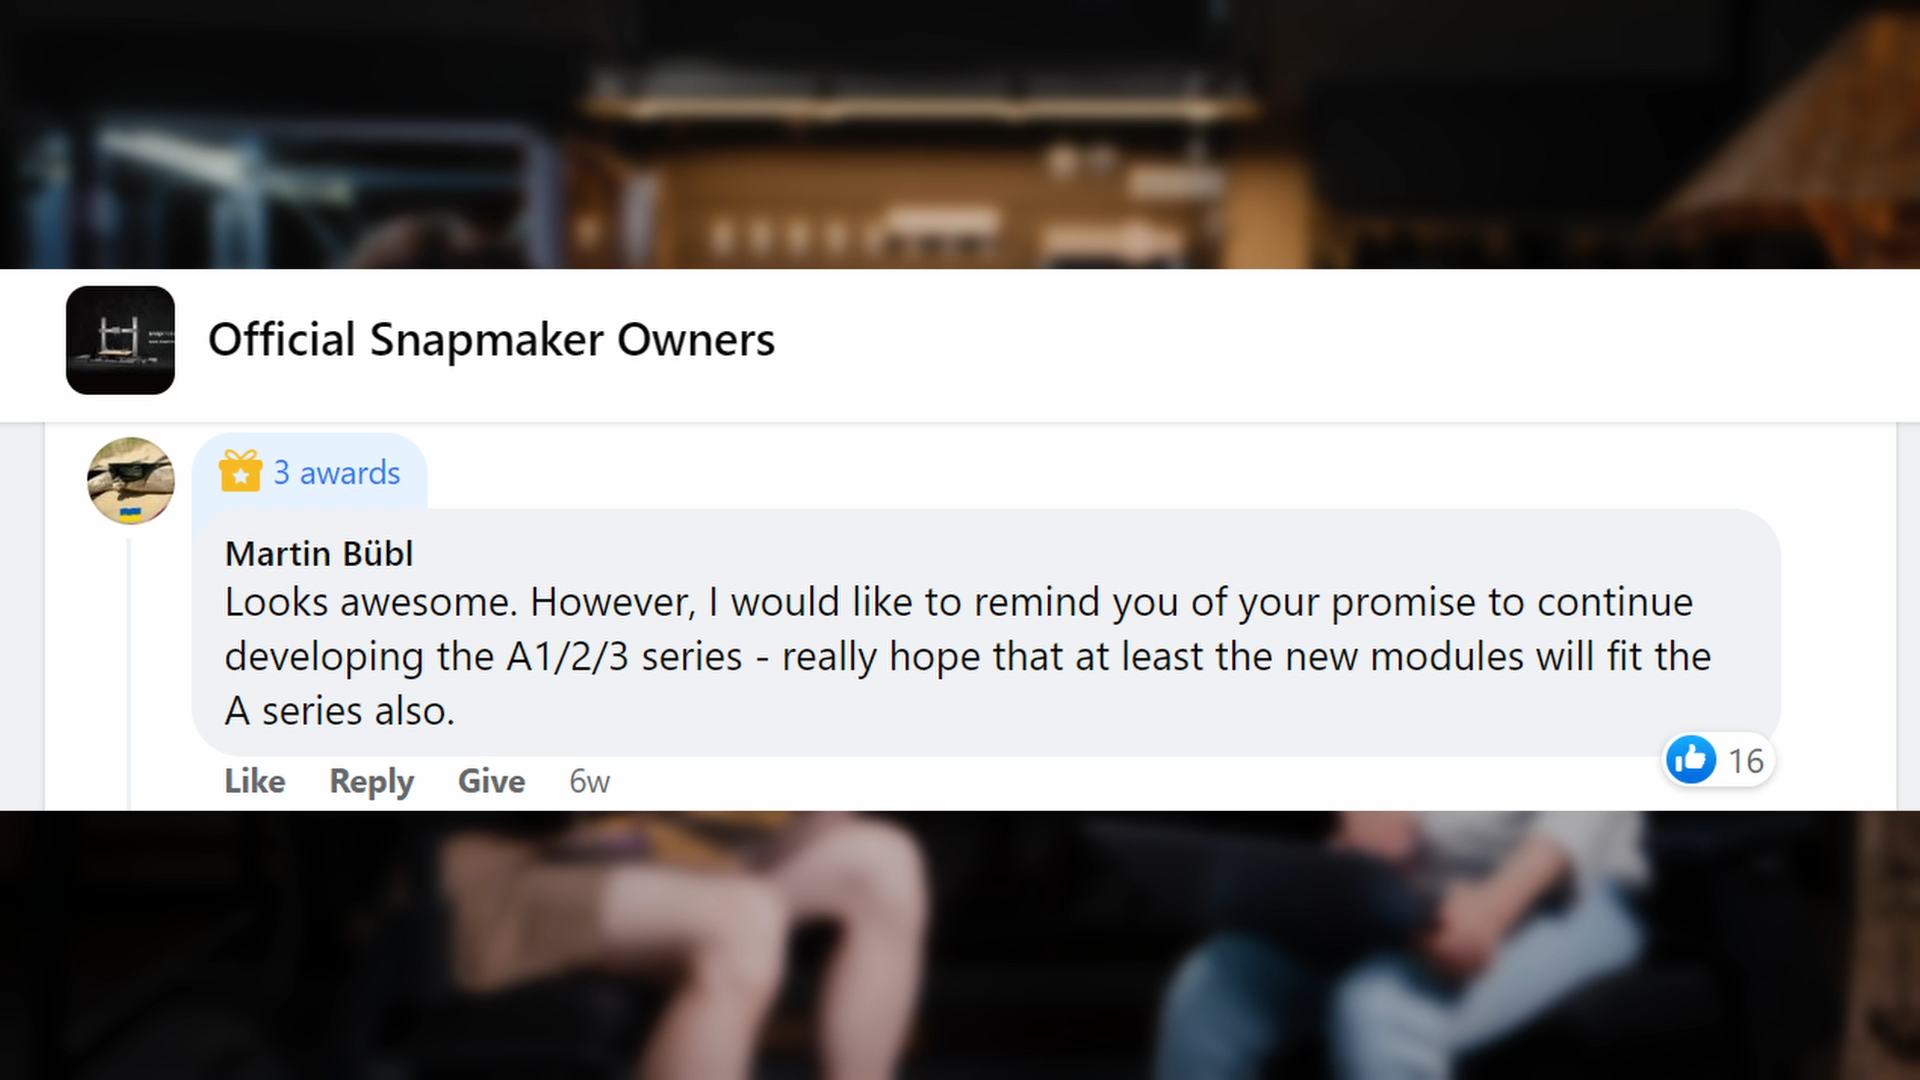 Official Snapmaker Owners
3 awards
Martin Bübl
Looks awesome. However, I would like to remind you of your promise to continue
developing the A1/2/3 series - really hope that at least the new modules will fit the
A series also.
Like Reply Give 6w
16